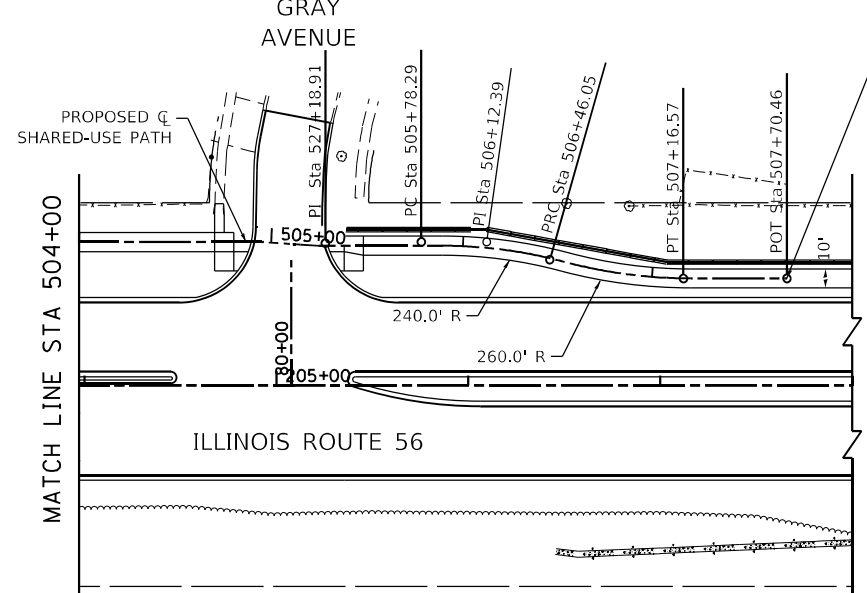 GRAY
AVENUE
PROPOSED ℄
SHARED-USE PATH
PI Sta 527+18.91
PC Sta 505+78.29
PI Sta 506+12.39
PRC Sta 506+46.05
PT Sta 507+16.57
POT Sta 507+70.46
505+00
10'
240.0' R
260.0' R
80+00
205+00
MATCH LINE STA 504+00
ILLINOIS ROUTE 56